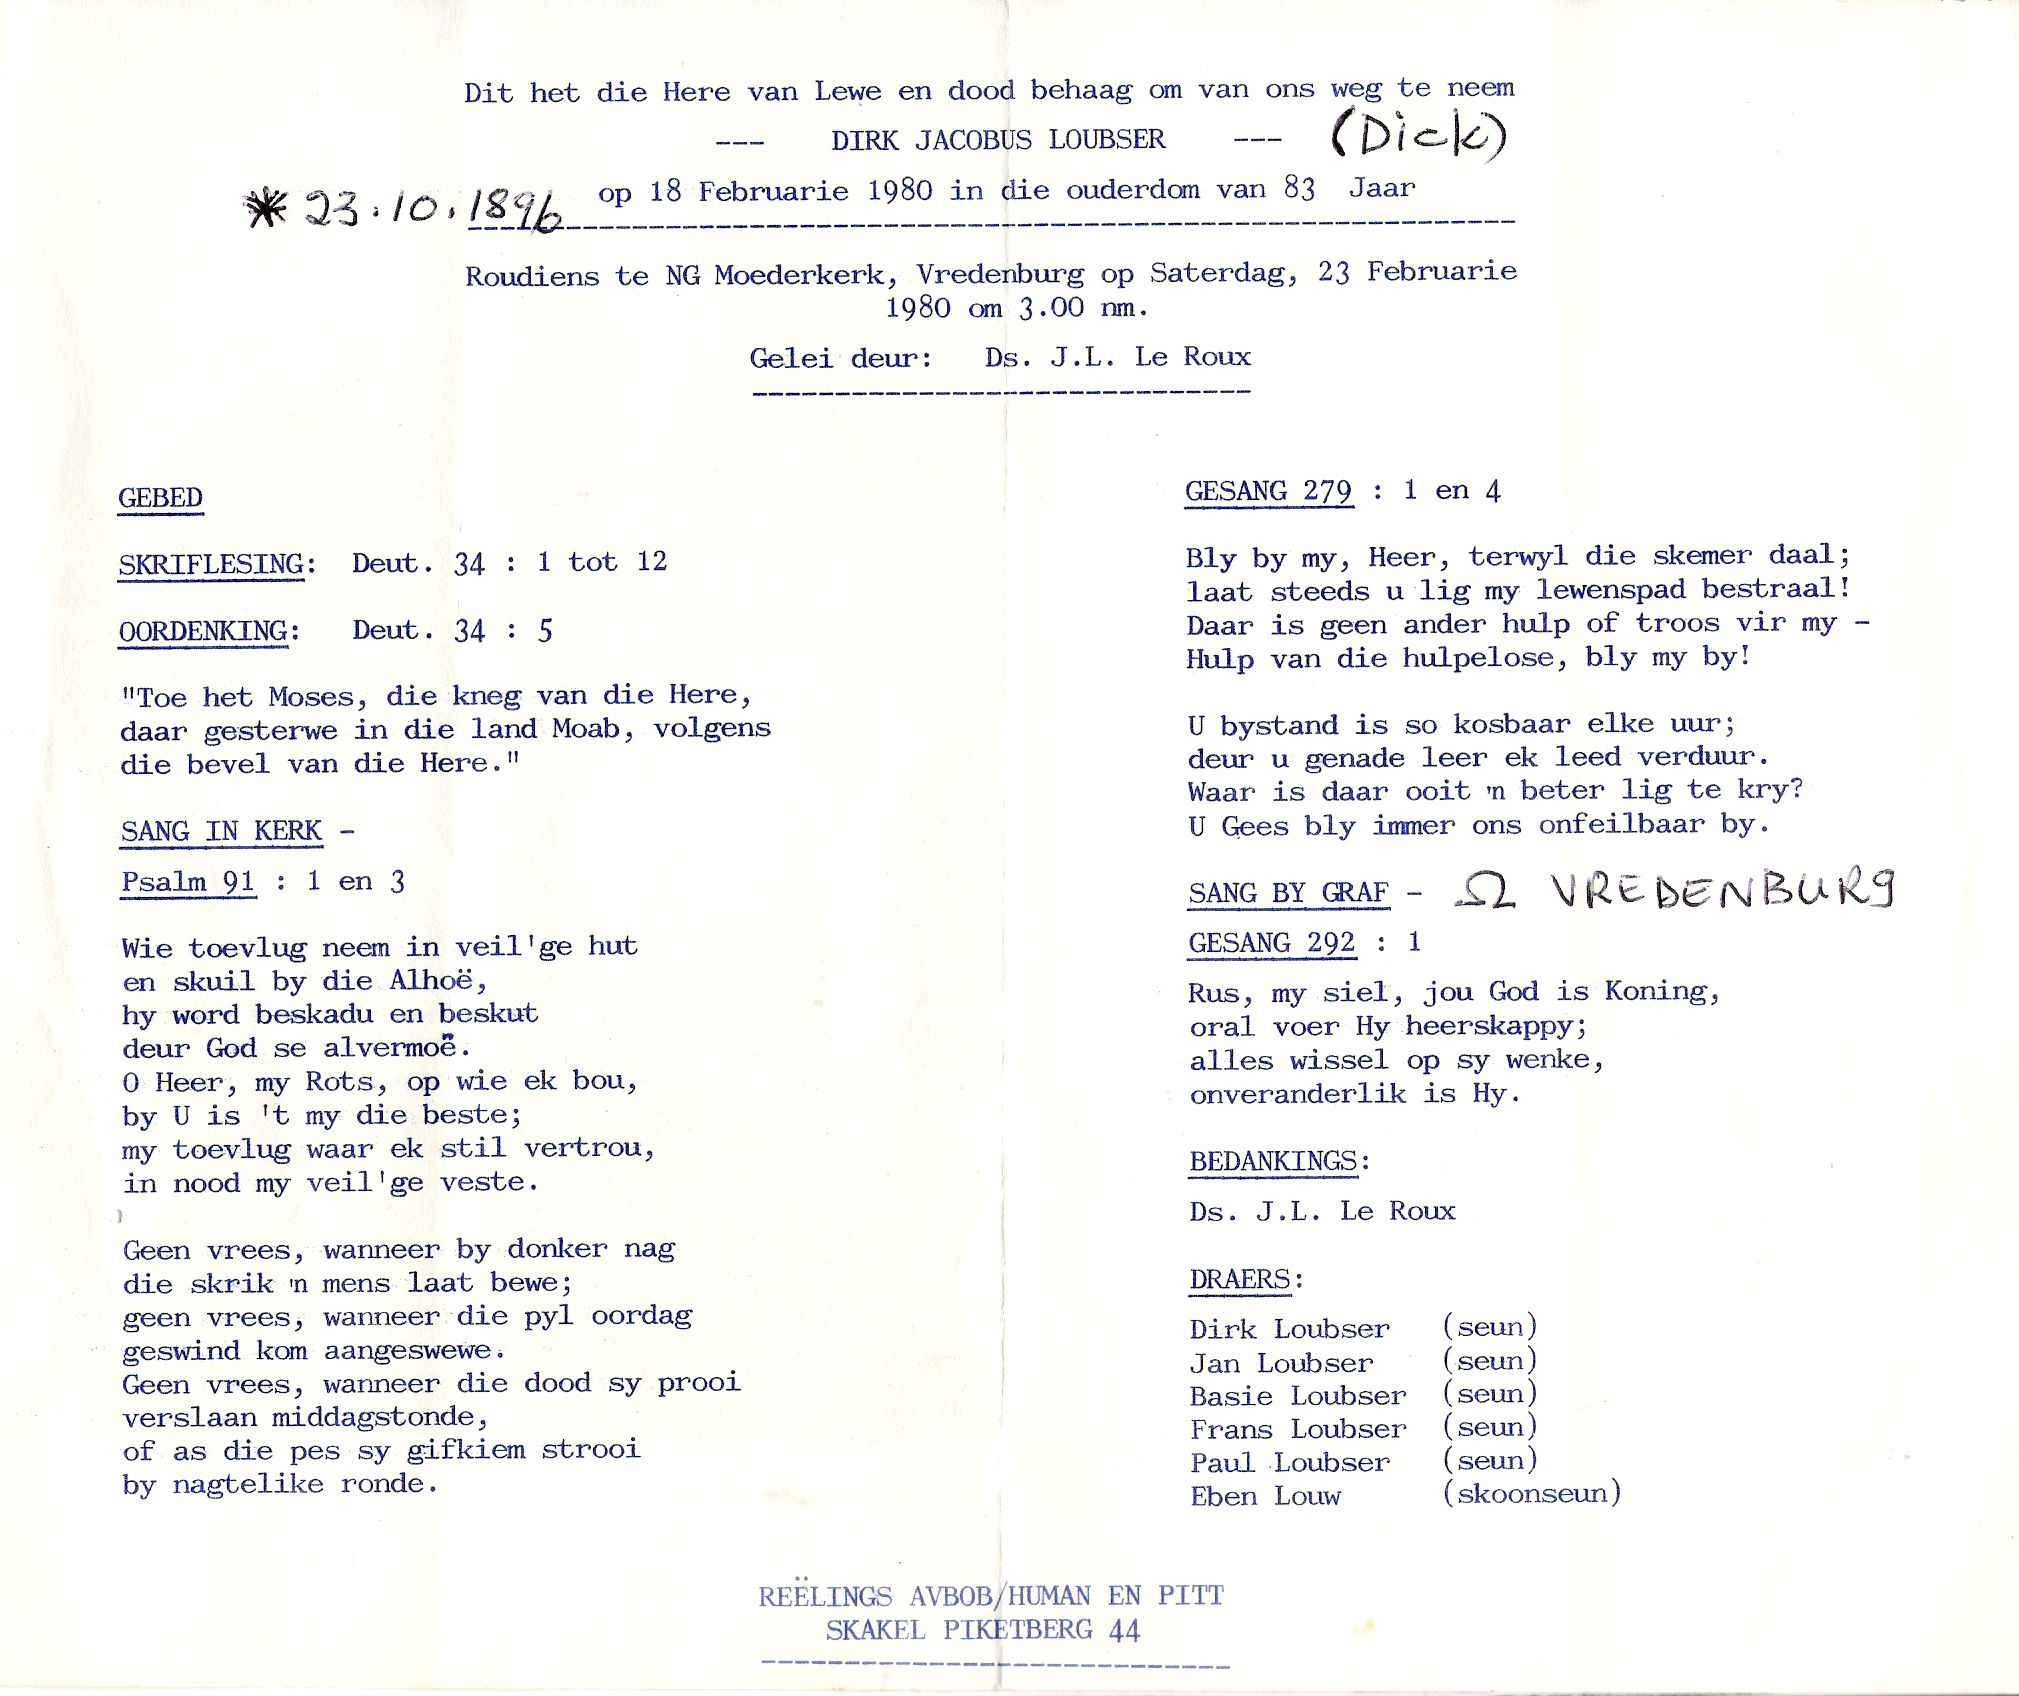 Dit het die Here van Lewe en dood behaag om van ons weg te neem
--- DIRK JACOBUS LOUBSER --- (Dick)
* 23.10.1896 op 18 Februarie 1980 in die ouderdom van 83 Jaar
Roudiens te NG Moederkerk, Vredenburg op Saterdag, 23 Februarie
1980 om 3.00 nm.
Gelei deur: Ds. J.L. Le Roux
GEBED
SKRIFLESING: Deut. 34 : 1 tot 12
OORDENKING: Deut. 34 : 5
"Toe het Moses, die kneg van die Here,
daar gesterwe in die land Moab, volgens
die bevel van die Here."
SANG IN KERK -
Psalm 91 : 1 en 3
Wie toevlug neem in veil'ge hut
en skuil by die Alhoë,
hy word beskadu en beskut
deur God se alvermoë.
O Heer, my Rots, op wie ek bou,
by U is 't my die beste;
my toevlug waar ek stil vertrou,
in nood my veil'ge veste.
Geen vrees, wanneer by donker nag
die skrik 'n mens laat bewe;
geen vrees, wanneer die pyl oordag
geswind kom aangeswewe.
Geen vrees, wanneer die dood sy prooi
verslaan middagstonde,
of as die pes sy gifkiem strooi
by nagtelike ronde.
GESANG 279 : 1 en 4
Bly by my, Heer, terwyl die skemer daal;
laat steeds u lig my lewenspad bestraal!
Daar is geen ander hulp of troos vir my -
Hulp van die hulpelose, bly my by!
U bystand is so kosbaar elke uur;
deur u genade leer ek leed verduur.
Waar is daar ooit 'n beter lig te kry?
U Gees bly immer ons onfeilbaar by.
SANG BY GRAF - Ω VREDENBURG
GESANG 292 : 1
Rus, my siel, jou God is Koning,
oral voer Hy heerskappy;
alles wissel op sy wenke,
onveranderlik is Hy.
BEDANKINGS:
Ds. J.L. Le Roux
DRAERS:
Dirk Loubser (seun)
Jan Loubser (seun)
Basie Loubser (seun)
Frans Loubser (seun)
Paul Loubser (seun)
Eben Louw (skoonseun)
REËLINGS AVBOB/HUMAN EN PITT
SKAKEL PIKETBERG 44